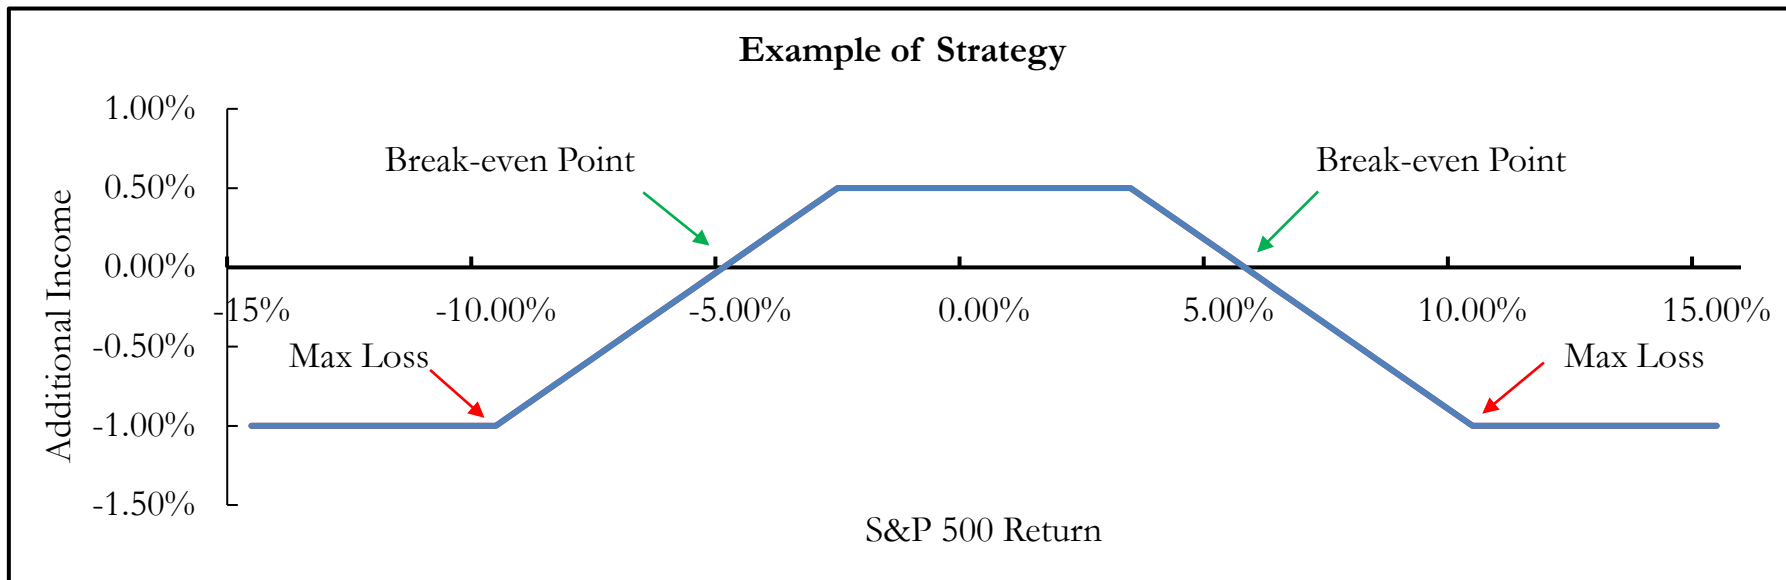 Example of Strategy
1.00%
Break-even Point
Break-even Point
0.50%
0.00%
-15%
-10.00%
-5.00%
0.00%
5.00%
10.00%
15.00%
-0.50%
Max Loss
Max Loss
-1.00%
-1.50%
Additional Income
S&P 500 Return